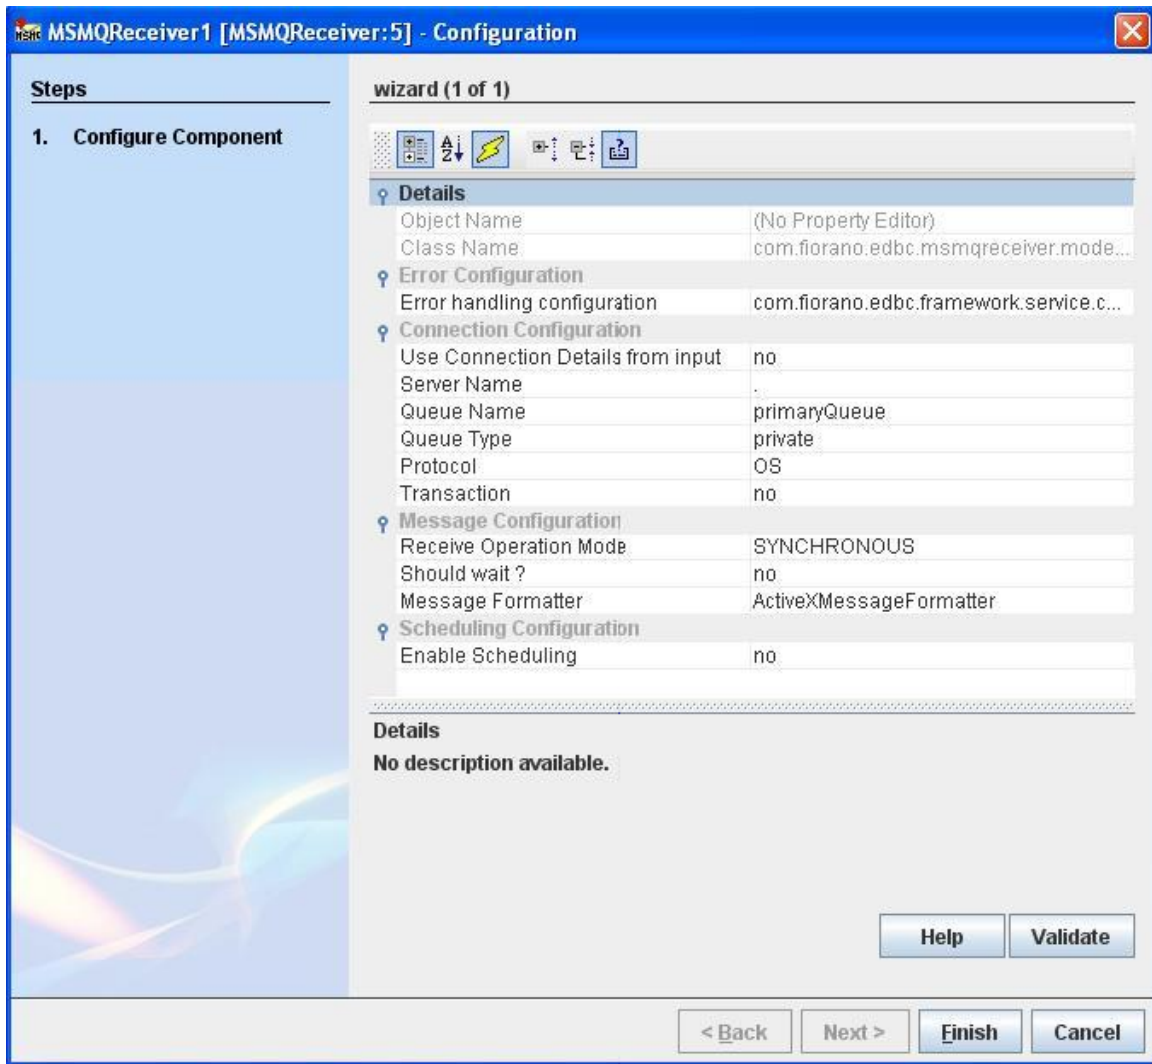 MSMQReceiver1 [MSMQReceiver:5] - Configuration
Steps
1. Configure Component
wizard (1 of 1)
Details
Object Name (No Property Editor)
Class Name com.fiorano.edbc.msmqreceiver.mode...
Error Configuration
Error handling configuration com.fiorano.edbc.framework.service.c...
Connection Configuration
Use Connection Details from input no
Server Name .
Queue Name primaryQueue
Queue Type private
Protocol OS
Transaction no
Message Configuration
Receive Operation Mode SYNCHRONOUS
Should wait ? no
Message Formatter ActiveXMessageFormatter
Scheduling Configuration
Enable Scheduling no
Details
No description available.
Help Validate
< Back Next > Finish Cancel